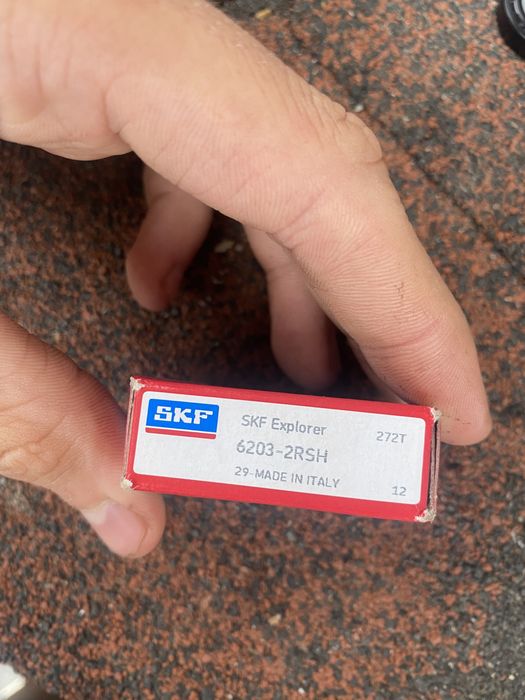 SKF
SKF Explorer
272T
6203-2RSH
29-MADE IN ITALY
12